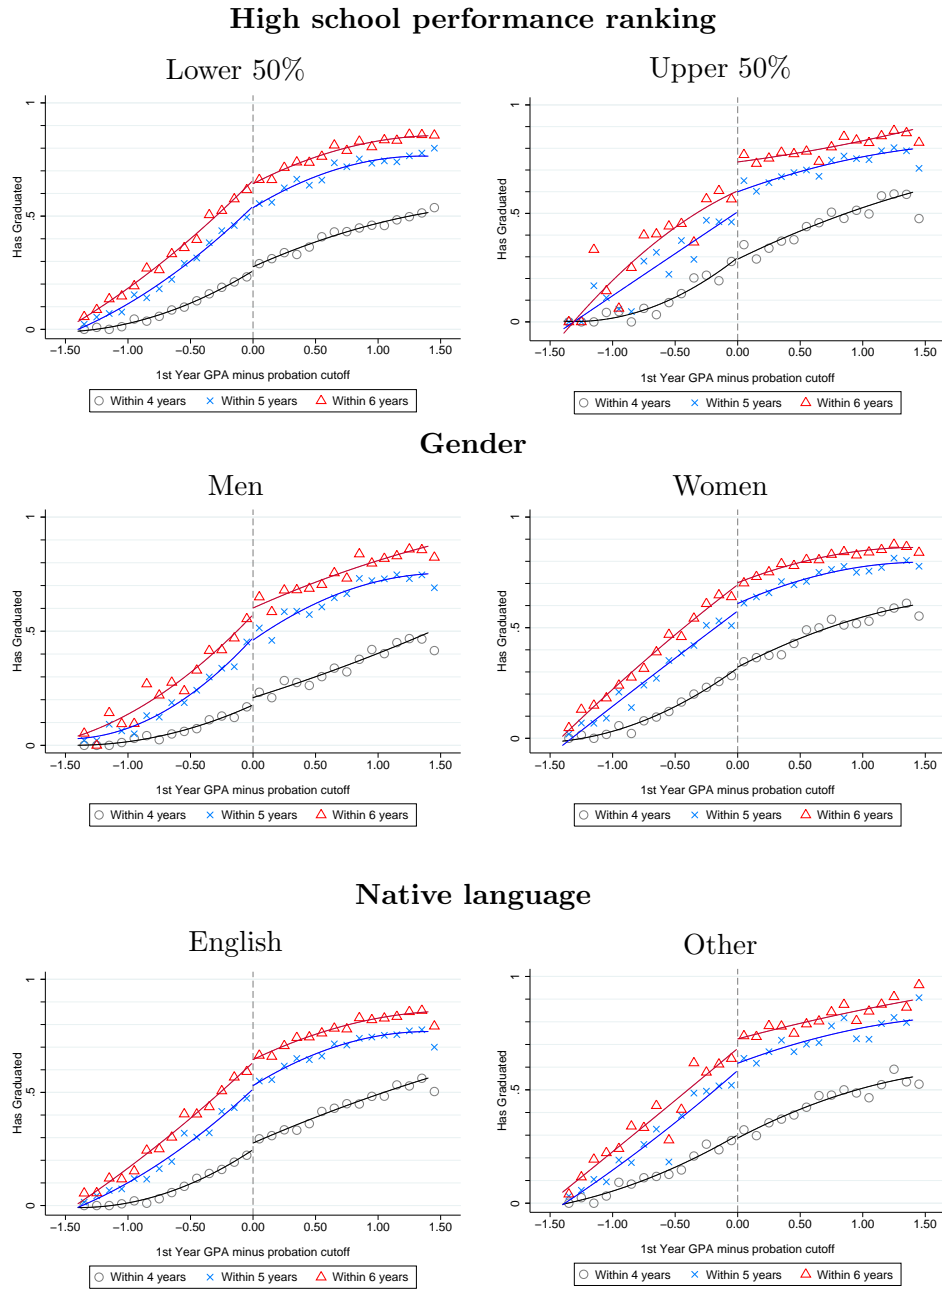 High school performance ranking
Lower 50%
Upper 50%
Has Graduated
1
.5
0
−1.50 −1.00 −0.50 0.00 0.50 1.00 1.50
1st Year GPA minus probation cutoff
Within 4 years Within 5 years Within 6 years
Has Graduated
1
.5
0
−1.50 −1.00 −0.50 0.00 0.50 1.00 1.50
1st Year GPA minus probation cutoff
Within 4 years Within 5 years Within 6 years
Gender
Men
Women
Has Graduated
1
.5
0
−1.50 −1.00 −0.50 0.00 0.50 1.00 1.50
1st Year GPA minus probation cutoff
Within 4 years Within 5 years Within 6 years
Has Graduated
1
.5
0
−1.50 −1.00 −0.50 0.00 0.50 1.00 1.50
1st Year GPA minus probation cutoff
Within 4 years Within 5 years Within 6 years
Native language
English
Other
Has Graduated
1
.5
0
−1.50 −1.00 −0.50 0.00 0.50 1.00 1.50
1st Year GPA minus probation cutoff
Within 4 years Within 5 years Within 6 years
Has Graduated
1
.5
0
−1.50 −1.00 −0.50 0.00 0.50 1.00 1.50
1st Year GPA minus probation cutoff
Within 4 years Within 5 years Within 6 years